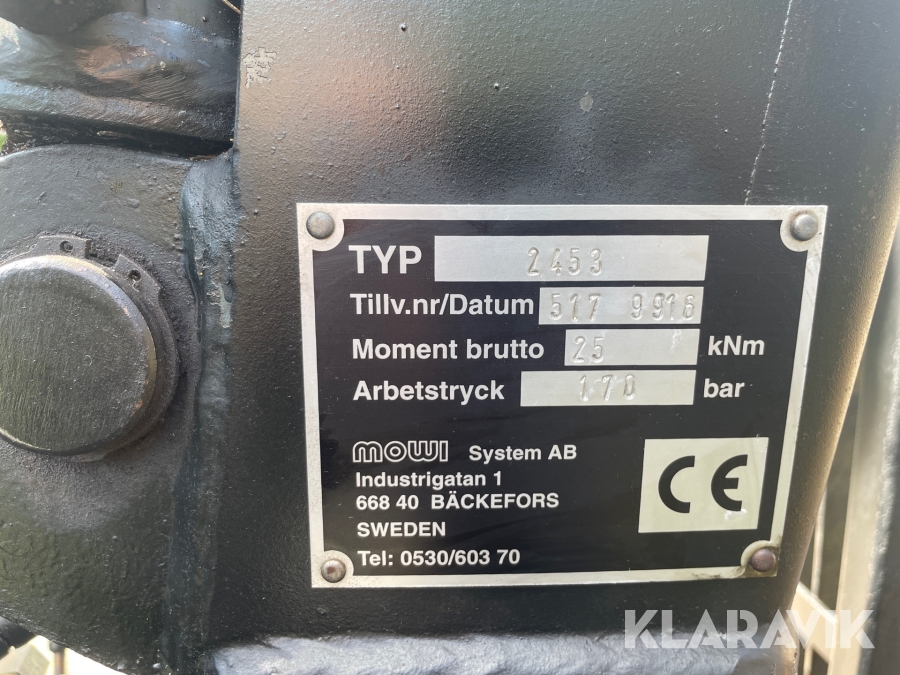 TYP 2453
Tillv.nr/Datum 517 9916
Moment brutto 25 kNm
Arbetstryck 170 bar
mowi System AB
Industrigatan 1
668 40 BÄCKEFORS
SWEDEN
Tel: 0530/603 70
CE
KLARAVIK